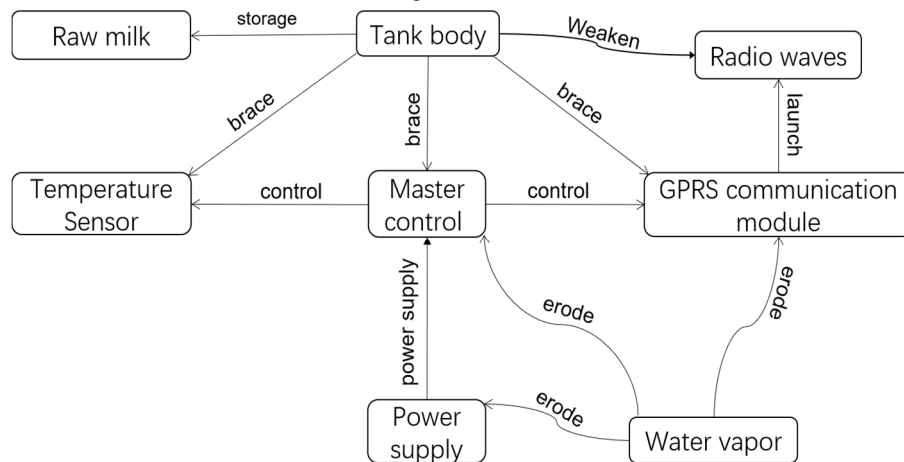 storage
Raw milk
Tank body
Weaken
Radio waves
brace
brace
brace
launch
Temperature
Sensor
control
Master
control
control
GPRS communication
module
power supply
erode
erode
erode
Power
supply
Water vapor